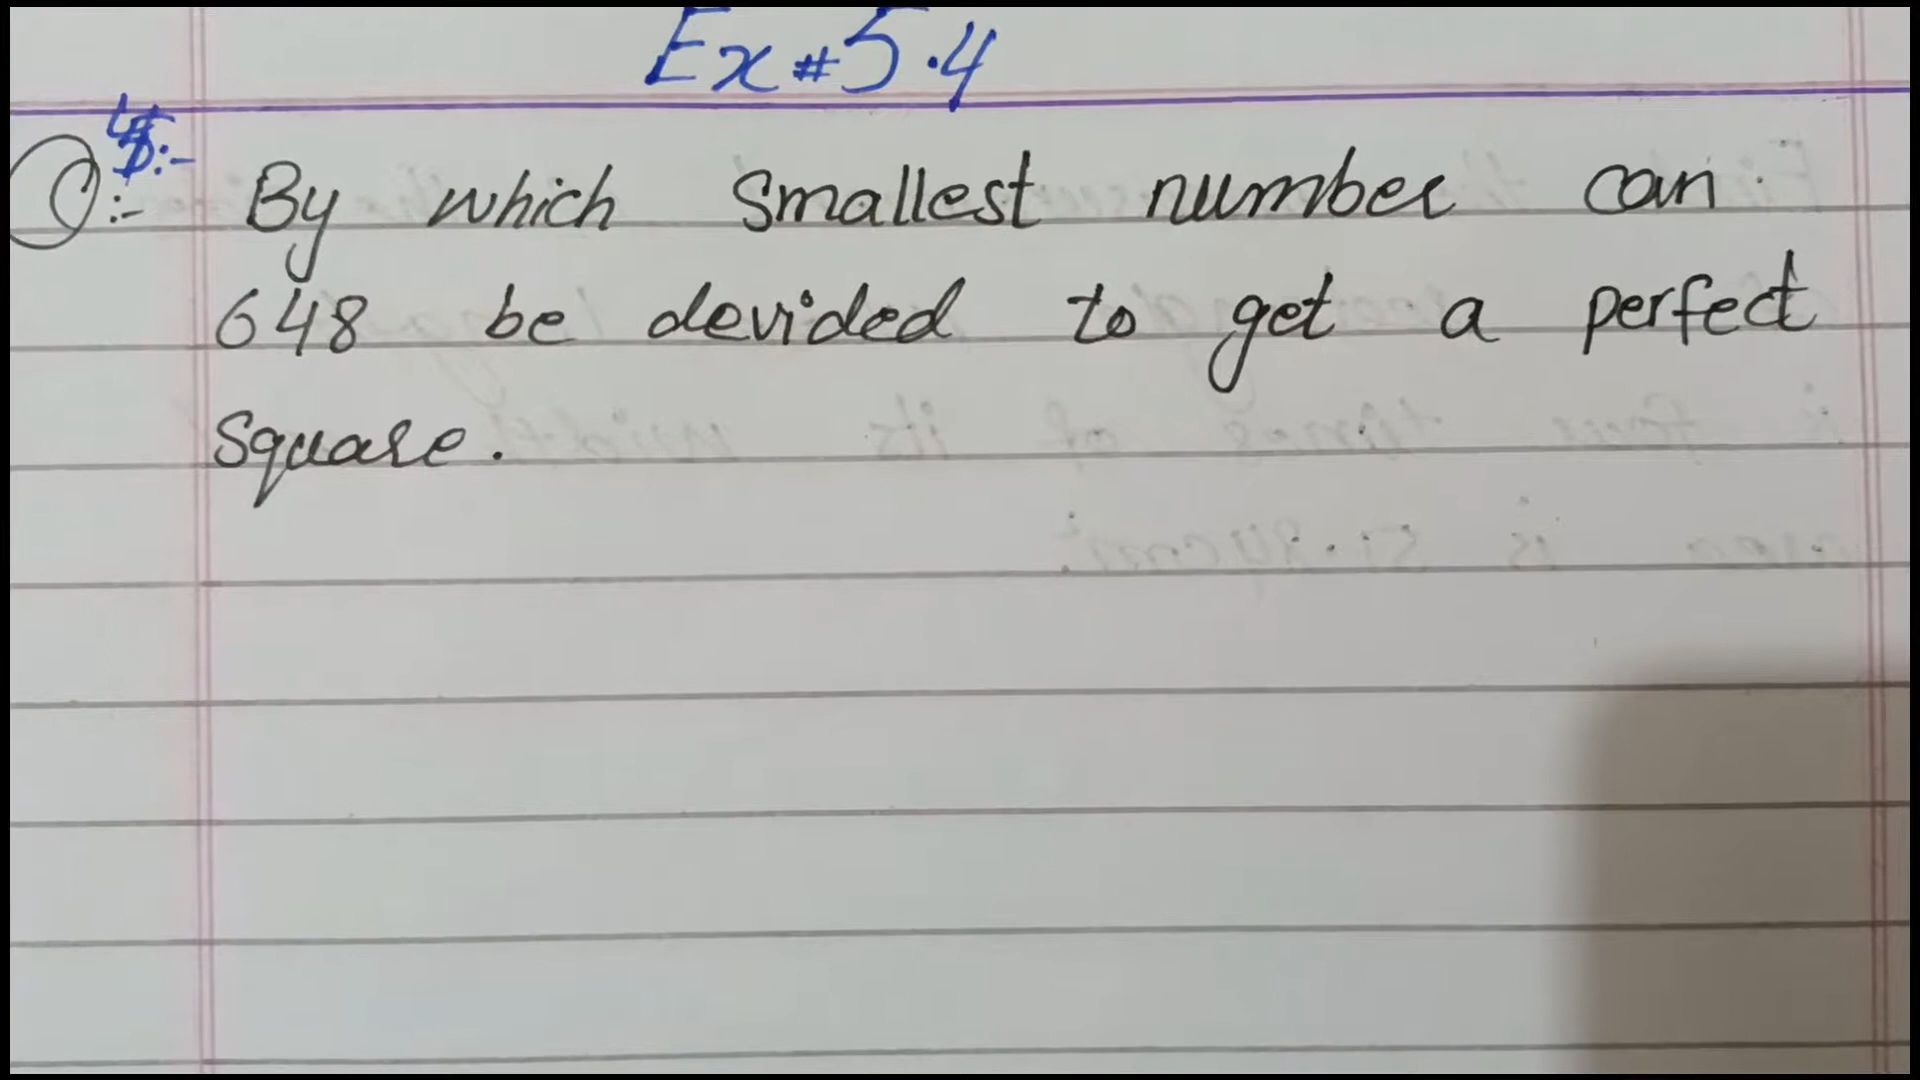 Ex #5.4
Q:- By which smallest number can
648 be devided to get a perfect
square.